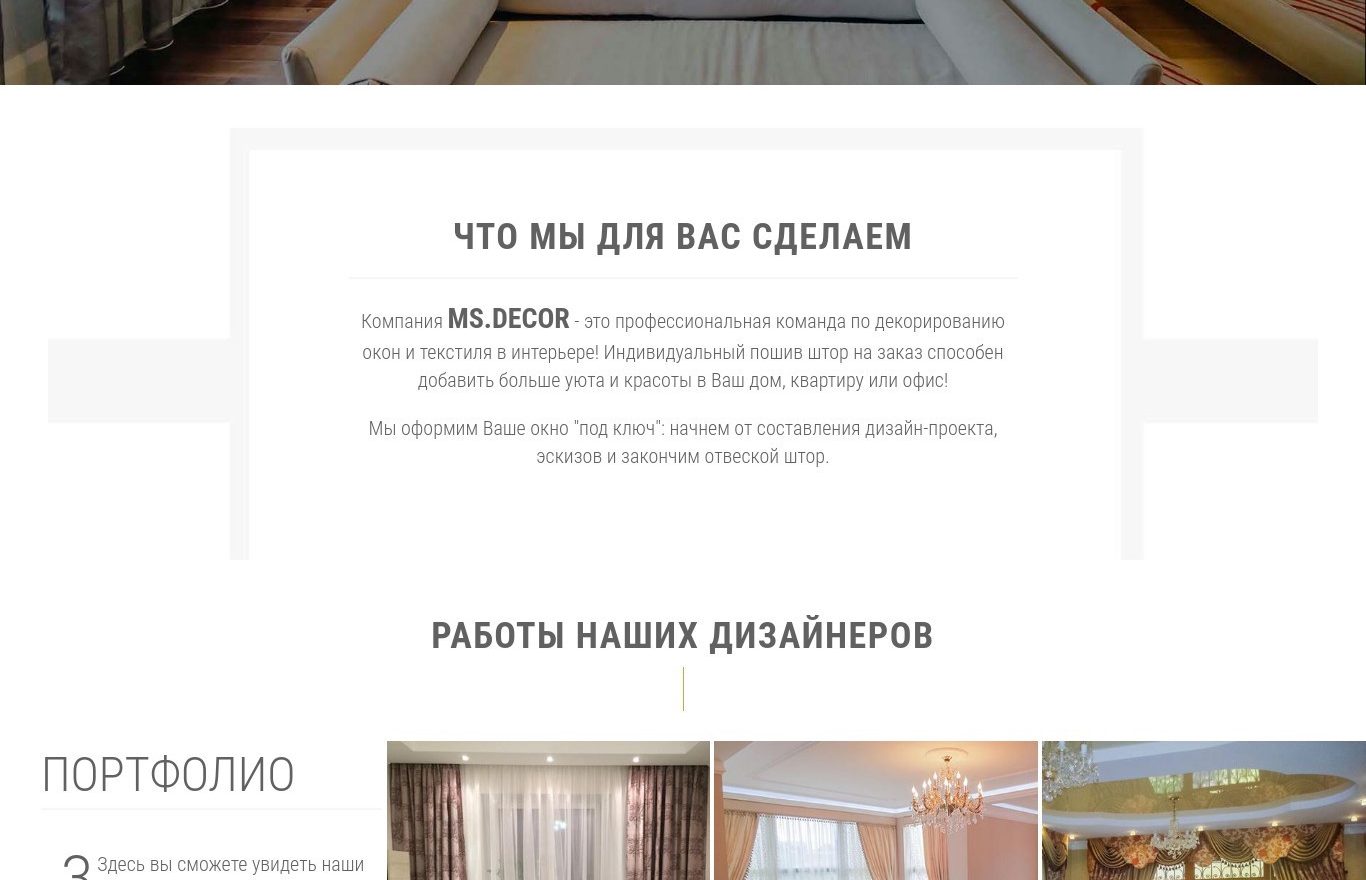 ЧТО МЫ ДЛЯ ВАС СДЕЛАЕМ
Компания MS.DECOR - это профессиональная команда по декорированию
окон и текстиля в интерьере! Индивидуальный пошив штор на заказ способен
добавить больше уюта и красоты в Ваш дом, квартиру или офис!
Мы оформим Ваше окно "под ключ": начнем от составления дизайн-проекта,
эскизов и закончим отвеской штор.
РАБОТЫ НАШИХ ДИЗАЙНЕРОВ
ПОРТФОЛИО
Здесь вы сможете увидеть наши